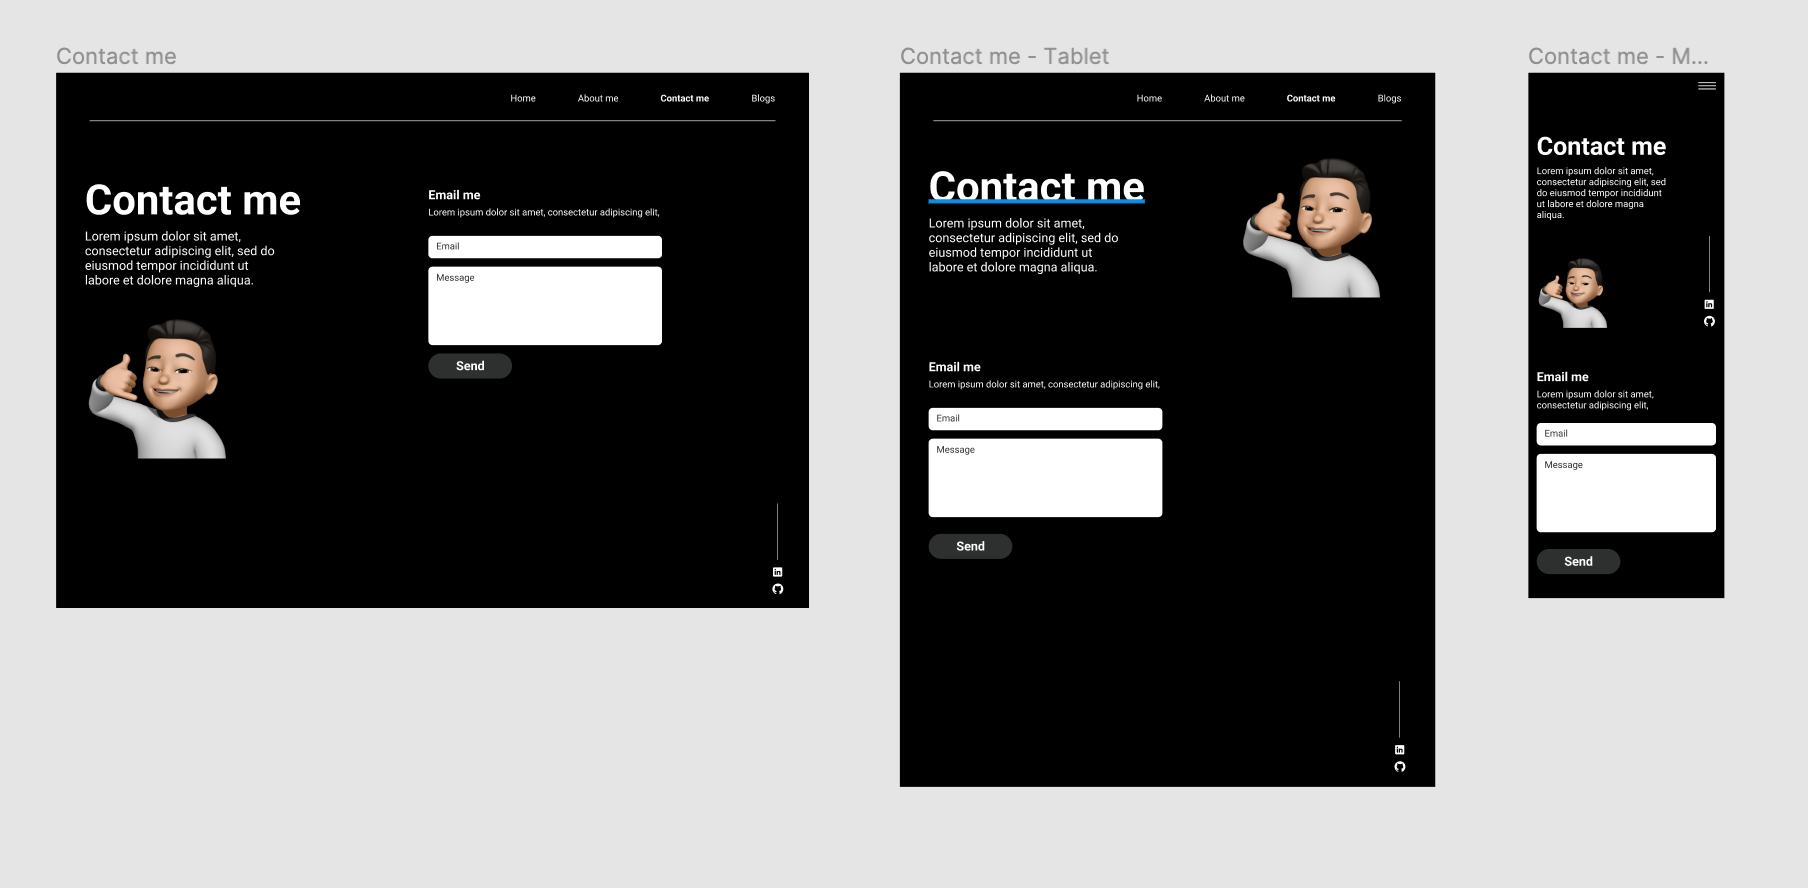 Contact me
Home About me Contact me Blogs
Contact me
Lorem ipsum dolor sit amet,
consectetur adipiscing elit, sed do
eiusmod tempor incididunt ut
labore et dolore magna aliqua.
Email me
Lorem ipsum dolor sit amet, consectetur adipiscing elit,
Email
Message
Send
in
Contact me - Tablet
Home About me Contact me Blogs
Contact me
Lorem ipsum dolor sit amet,
consectetur adipiscing elit, sed do
eiusmod tempor incididunt ut
labore et dolore magna aliqua.
Email me
Lorem ipsum dolor sit amet, consectetur adipiscing elit,
Email
Message
Send
in
Contact me - M...
Contact me
Lorem ipsum dolor sit amet,
consectetur adipiscing elit, sed
do eiusmod tempor incididunt
ut labore et dolore magna
aliqua.
in
Email me
Lorem ipsum dolor sit amet,
consectetur adipiscing elit,
Email
Message
Send